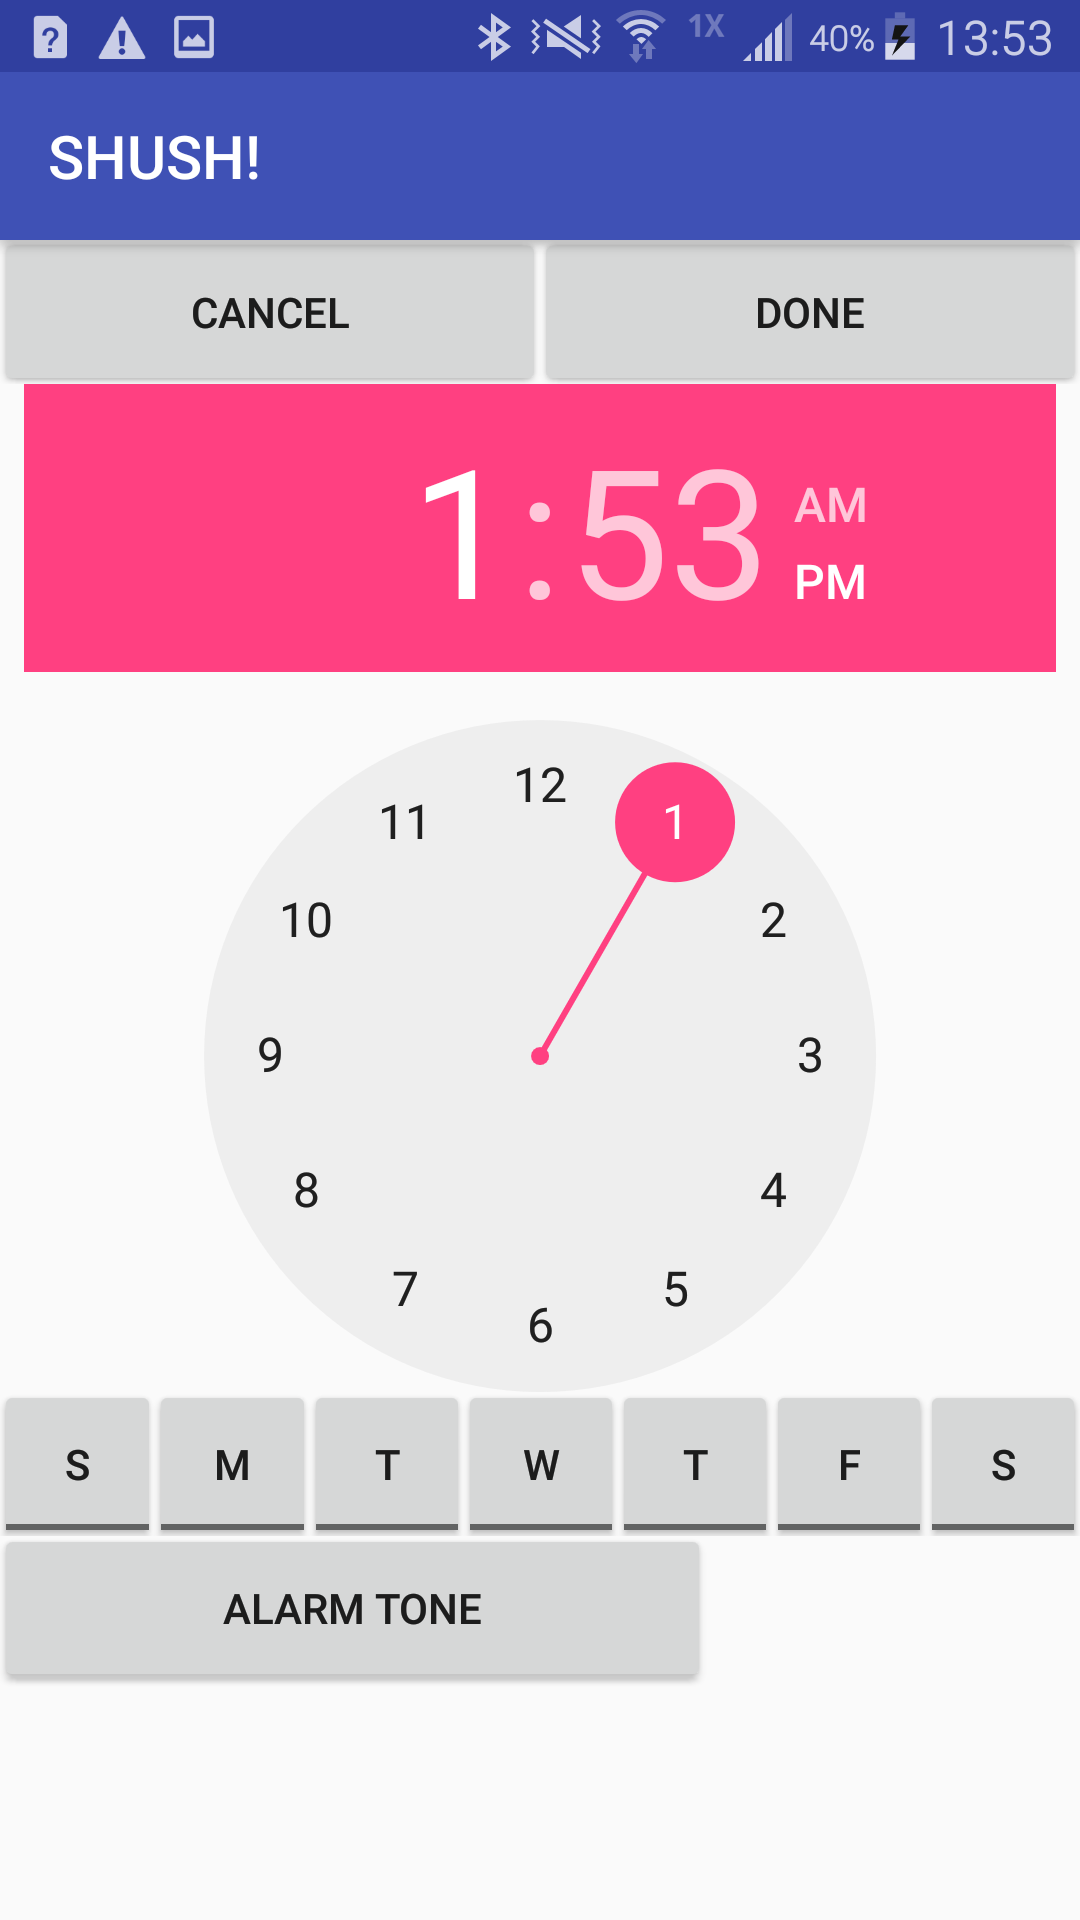 1X 40% 13:53
SHUSH!
CANCEL DONE
1:53 AM
PM
12
11 1
10 2
9 3
8 4
7 5
6
S M T W T F S
ALARM TONE